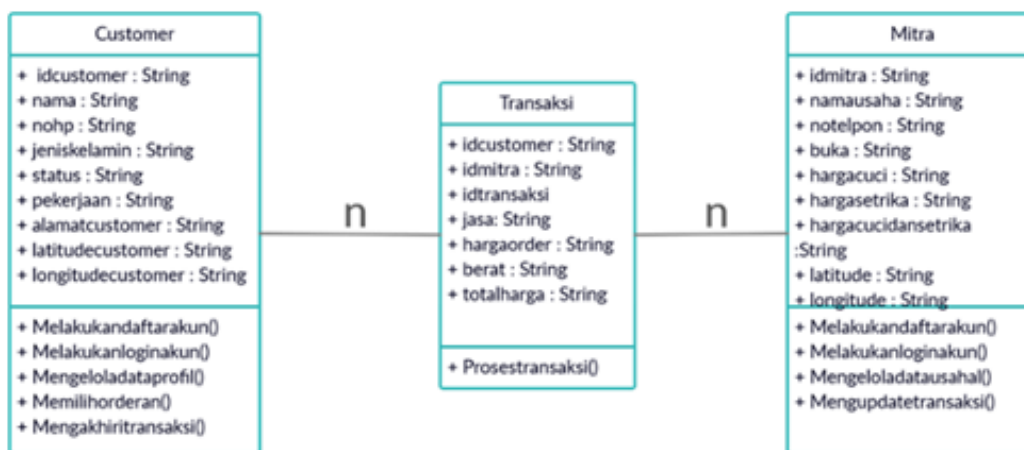 Customer
+ idcustomer : String
+ nama : String
+ nohp : String
+ jeniskelamin : String
+ status : String
+ pekerjaan : String
+ alamatcustomer : String
+ latitudecustomer : String
+ longitudecustomer : String
+ Melakukandaftarakun()
+ Melakukanloginakun()
+ Mengeloladataprofil()
+ Memilihorderan()
+ Mengakhiritransaksi()
n
Transaksi
+ idcustomer : String
+ idmitra : String
+ idtransaksi
+ jasa: String
+ hargaorder : String
+ berat : String
+ totalharga : String
+ Prosestransaksi()
n
Mitra
+ idmitra : String
+ namausaha : String
+ notelpon : String
+ buka : String
+ hargacuci : String
+ hargasetrika : String
+ hargacucidansetrika
:String
+ latitude : String
+ longitude : String
+ Melakukandaftarakun()
+ Melakukanloginakun()
+ Mengeloladatausahal()
+ Mengupdatetransaksi()